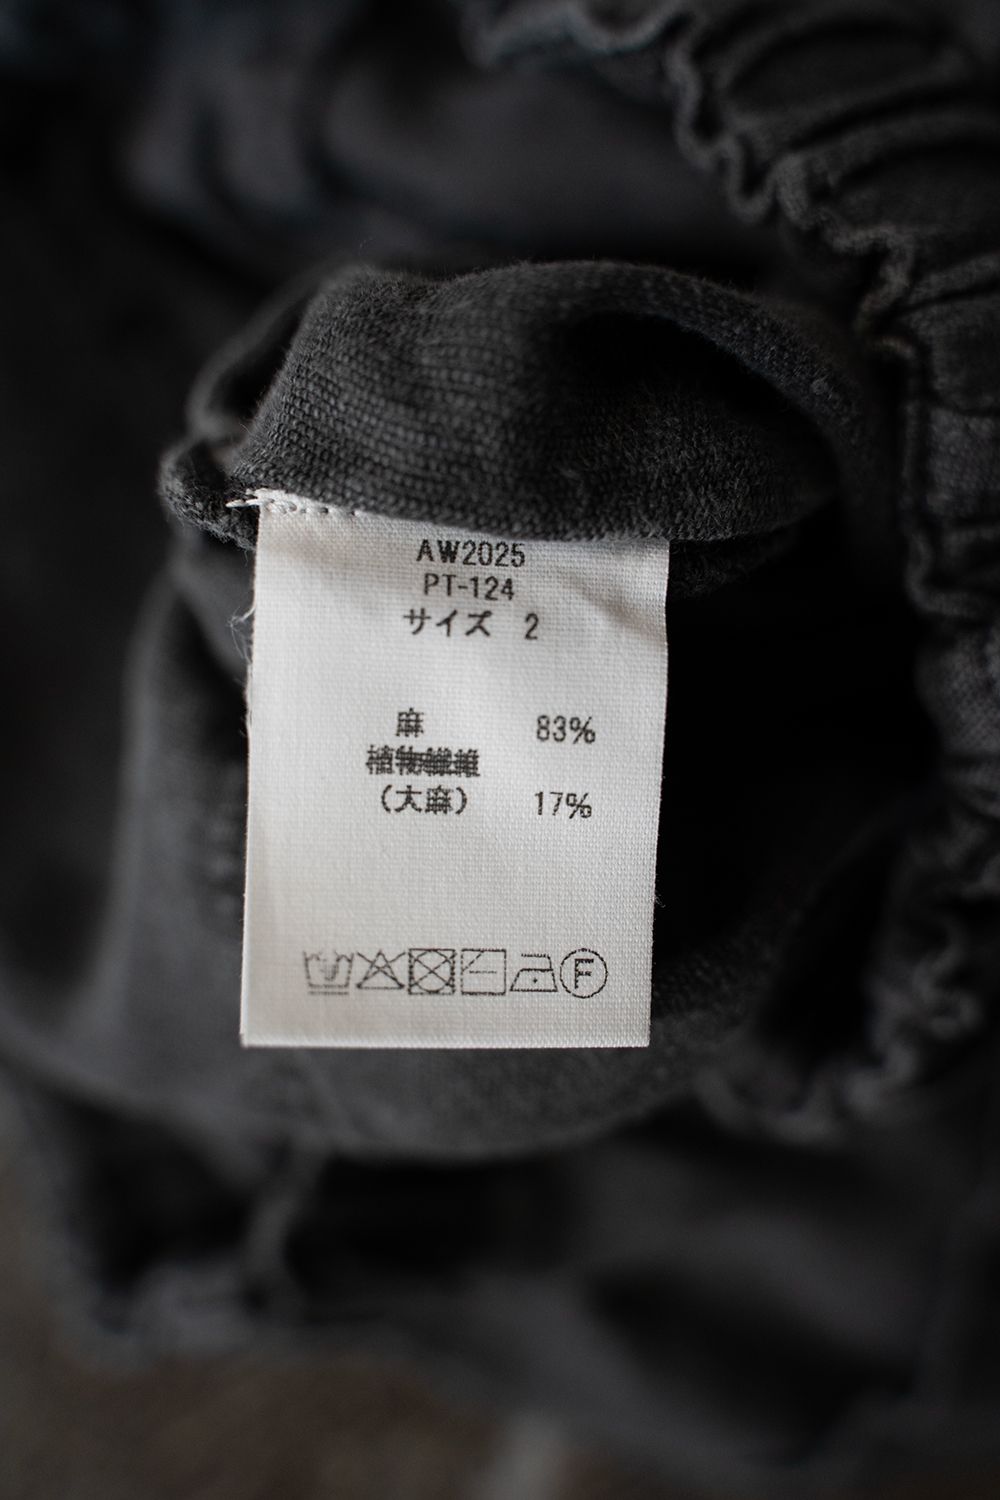 AW2025
PT-124
サイズ 2
麻 83%
植物繊維
（大麻） 17%
F